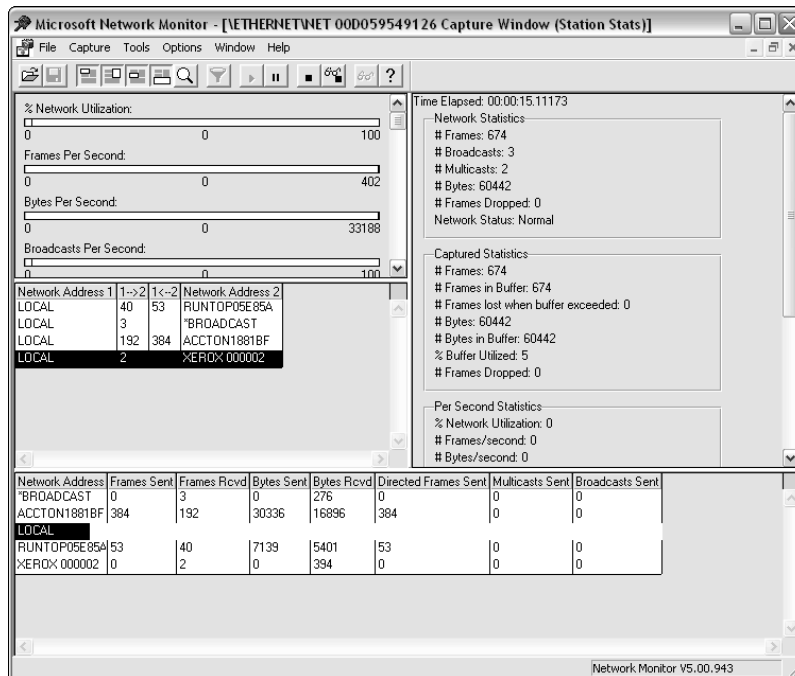 Microsoft Network Monitor - [\ETHERNET\NET 00D059549126 Capture Window (Station Stats)]
File Capture Tools Options Window Help
% Network Utilization:
0 0 100
Frames Per Second:
0 0 402
Bytes Per Second:
0 0 33188
Broadcasts Per Second:
0 0 100
Time Elapsed: 00:00:15.11173
Network Statistics
# Frames: 674
# Broadcasts: 3
# Multicasts: 2
# Bytes: 60442
# Frames Dropped: 0
Network Status: Normal
Captured Statistics
# Frames: 674
# Frames in Buffer: 674
# Frames lost when buffer exceeded: 0
# Bytes: 60442
# Bytes in Buffer: 60442
% Buffer Utilized: 5
# Frames Dropped: 0
Per Second Statistics
% Network Utilization: 0
# Frames/second: 0
# Bytes/second: 0
Network Address 1 1-->2 1<--2 Network Address 2
LOCAL 40 53 RUNTOP05E85A
LOCAL 3 *BROADCAST
LOCAL 192 384 ACCTON1881BF
LOCAL 2 XEROX 000002
Network Address Frames Sent Frames Rcvd Bytes Sent Bytes Rcvd Directed Frames Sent Multicasts Sent Broadcasts Sent
*BROADCAST 0 3 0 276 0 0 0
ACCTON1881BF 384 192 30336 16896 384 0 0
LOCAL
RUNTOP05E85A 53 40 7139 5401 53 0 0
XEROX 000002 0 2 0 394 0 0 0
Network Monitor V5.00.943